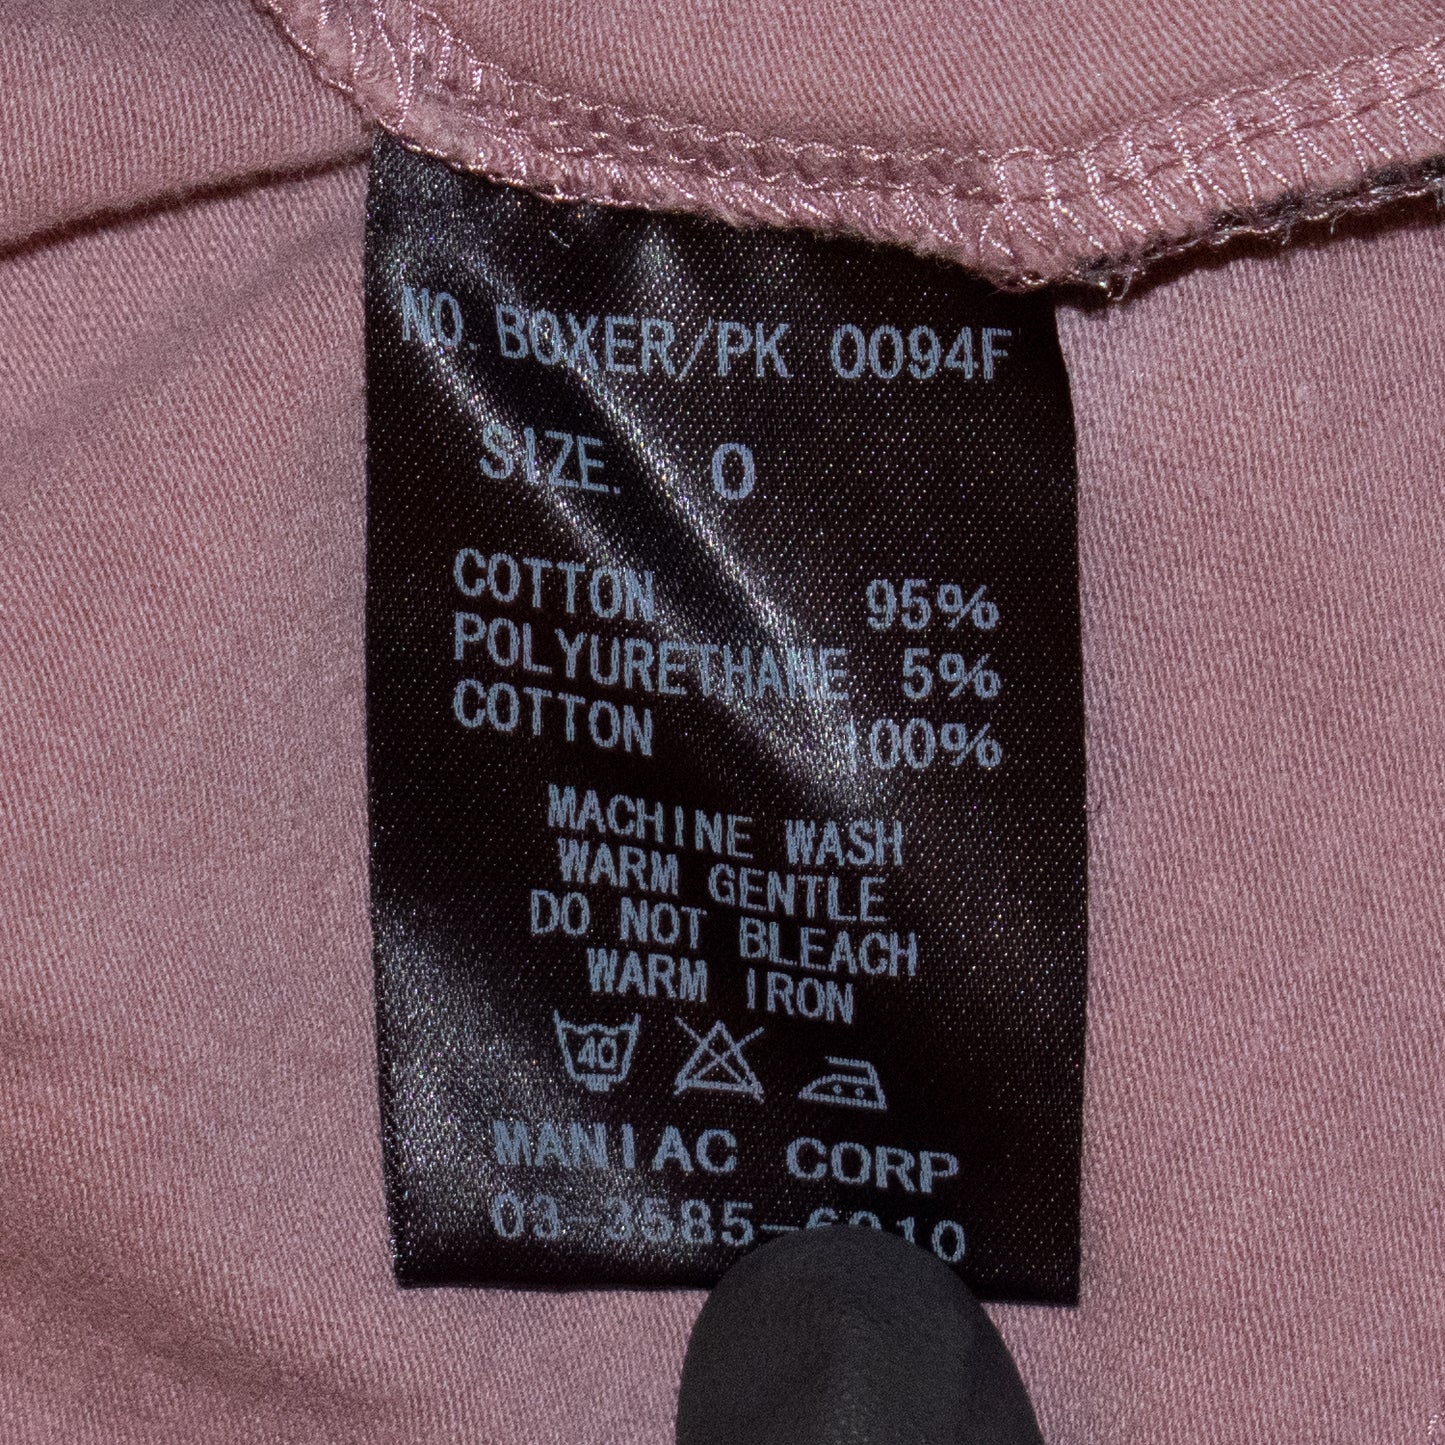 NO. BOXER/PK 0094F
SIZE. 0
COTTON 95%
POLYURETHANE 5%
COTTON 100%
MACHINE WASH
WARM GENTLE
DO NOT BLEACH
WARM IRON
40
MANIAC CORP